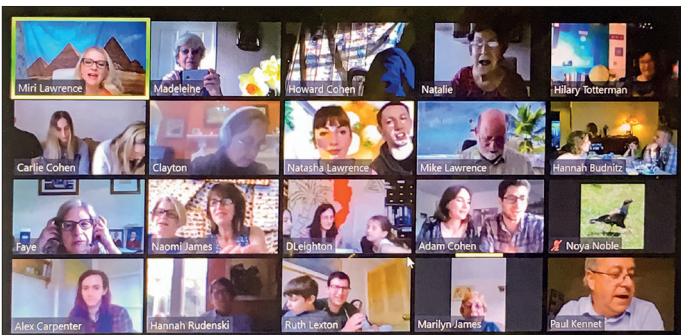 Miri Lawrence
Madeleine
Howard Cohen
Natalie
Hilary Totterman
Carlie Cohen
Clayton
Natasha Lawrence
Mike Lawrence
Hannah Budnitz
Faye
Naomi James
DLeighton
Adam Cohen
Noya Noble
Alex Carpenter
Hannah Rudenski
Ruth Lexton
Marilyn James
Paul Kennet